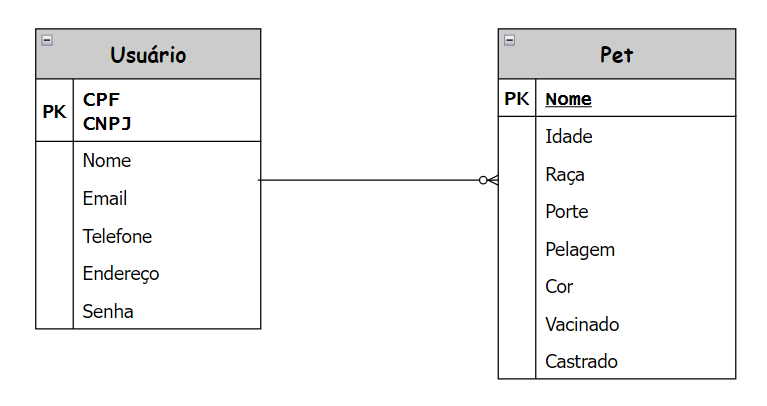 Usuário
PK
CPF
CNPJ
Nome
Email
Telefone
Endereço
Senha
Pet
PK
Nome
Idade
Raça
Porte
Pelagem
Cor
Vacinado
Castrado